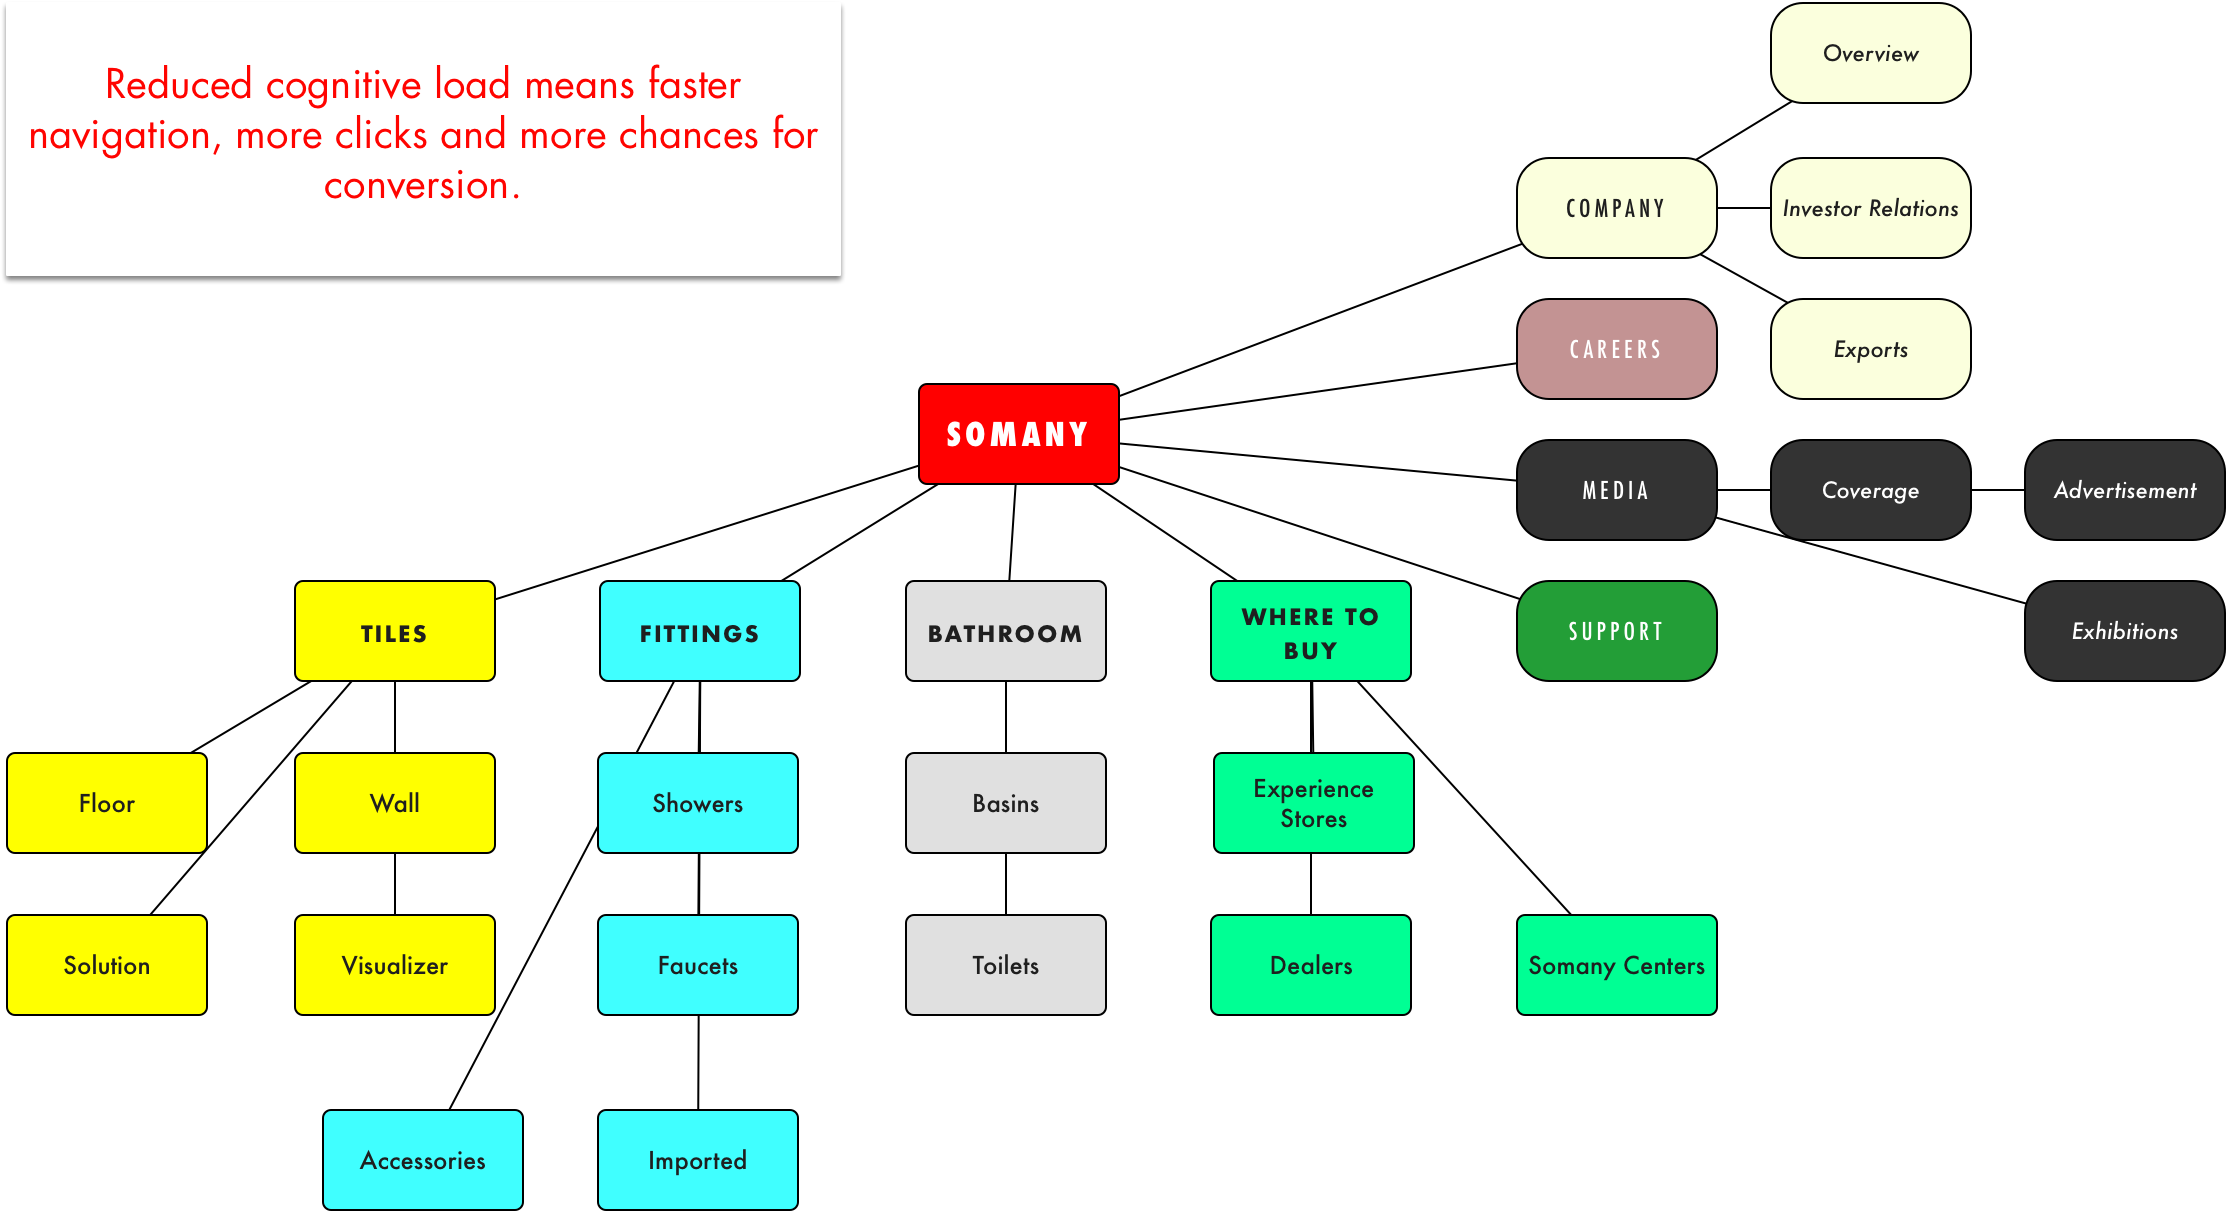 Reduced cognitive load means faster
navigation, more clicks and more chances for
conversion.
Overview
COMPANY
Investor Relations
CAREERS
Exports
SOMANY
MEDIA
Coverage
Advertisement
TILES
FITTINGS
BATHROOM
WHERE TO
BUY
SUPPORT
Exhibitions
Floor
Wall
Showers
Basins
Experience
Stores
Solution
Visualizer
Faucets
Toilets
Dealers
Somany Centers
Accessories
Imported